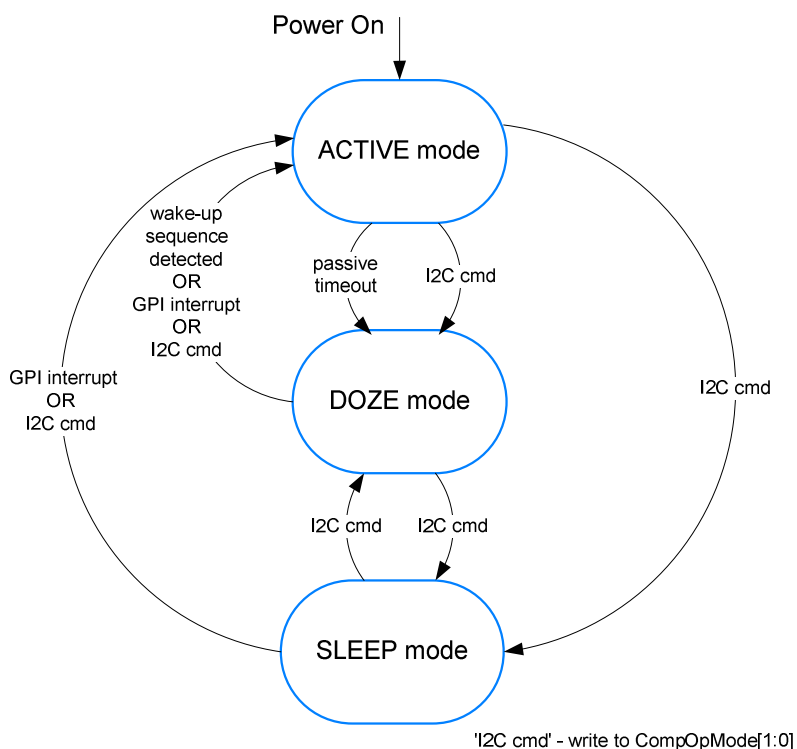 Power On
ACTIVE mode
wake-up
sequence
detected
OR
GPI interrupt
OR
I2C cmd
passive
timeout
I2C cmd
GPI interrupt
OR
I2C cmd
DOZE mode
I2C cmd
I2C cmd
I2C cmd
SLEEP mode
'I2C cmd' - write to CompOpMode[1:0]